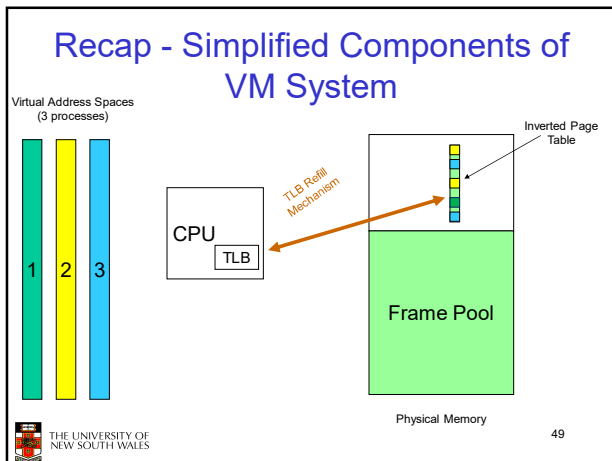 Recap - Simplified Components of
VM System
Virtual Address Spaces
(3 processes)
1
2
3
CPU
TLB
TLB Refill
Mechanism
Inverted Page
Table
Frame Pool
Physical Memory
THE UNIVERSITY OF
NEW SOUTH WALES
49